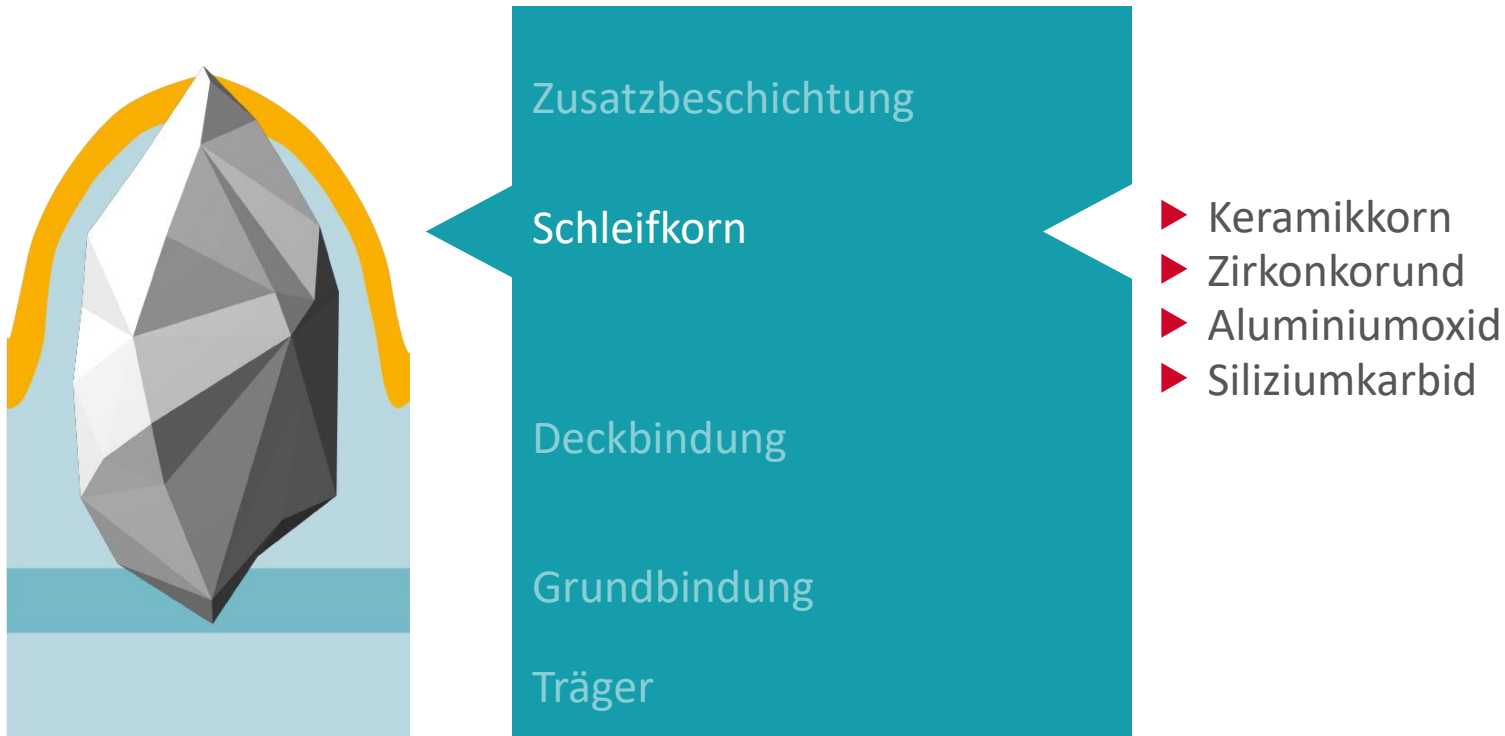 Zusatzbeschichtung
Schleifkorn
Deckbindung
Grundbindung
Träger
Keramikkorn
Zirkonkorund
Aluminiumoxid
Siliziumkarbid